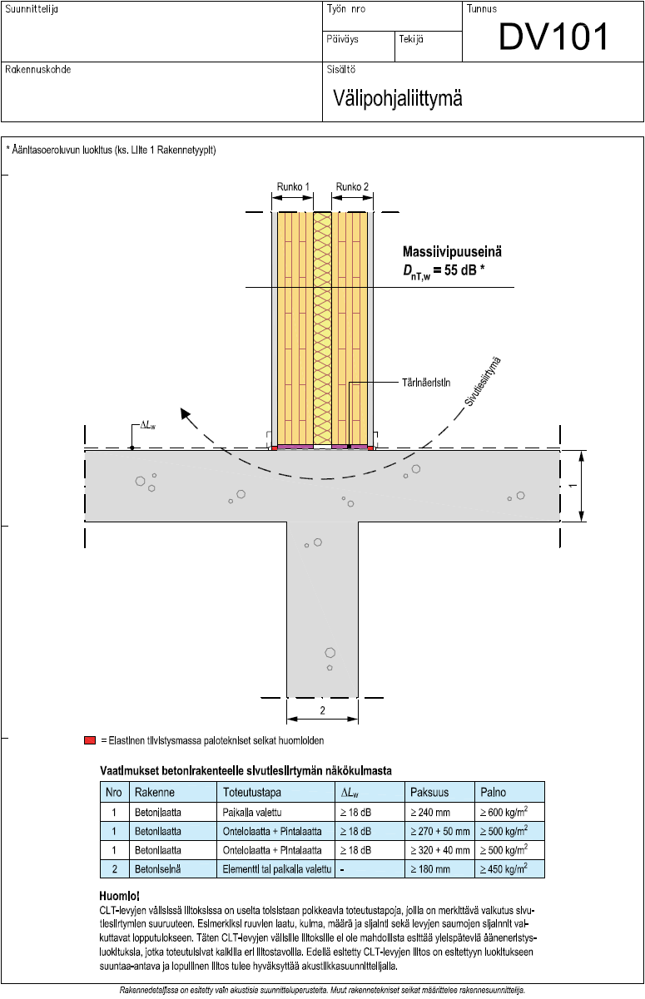 Suunnittelija
Työn nro
Tunnus
DV101
Päiväys
Tekijä
Rakennuskohde
Sisältö
Välipohjaliittymä
* Äänitasoeroluvun luokitus (ks. Liite 1 Rakennetyypit)
Runko 1
Runko 2
Massiivipuuseinä
DnT,w = 55 dB *
Tärinäeristin
Sivutiesiirtymä
ΔLw
1
2
= Elastinen tiivistysmassa palotekniset seikat huomioiden
Vaatimukset betonirakenteelle sivutiesiirtymän näkökulmasta
Nro Rakenne Toteutustapa ΔLw Paksuus Paino
1 Betonilaatta Paikalla valettu ≥ 18 dB ≥ 240 mm ≥ 600 kg/m²
1 Betonilaatta Ontelolaatta + Pintalaatta ≥ 18 dB ≥ 270 + 50 mm ≥ 500 kg/m²
1 Betonilaatta Ontelolaatta + Pintalaatta ≥ 18 dB ≥ 320 + 40 mm ≥ 500 kg/m²
2 Betoniseinä Elementti tai paikalla valettu - ≥ 180 mm ≥ 450 kg/m²
Huomio!
CLT-levyjen välisissä liitoksissa on useita toisistaan poikkeavia toteutustapoja, joilla on merkittävä vaikutus sivu-
tiesiirtymien suuruuteen. Esimerkiksi ruuvien laatu, kulma, määrä ja sijainti sekä levyjen saumojen sijainnit vai-
kuttavat lopputulokseen. Täten CLT-levyjen välisille liitoksille ei ole mahdollista esittää yleispäteviä ääneneristys-
luokituksia, jotka toteutuisivat kaikilla eri liitostavoilla. Edellä esitetty CLT-levyjen liitos on esitettyyn luokitukseen
suuntaa-antava ja lopullinen liitos tulee hyväksyttää akustiikkasuunnittelijalla.
Rakennedetaljissa on esitetty vain akustisia suunnitteluperusteita. Muut rakennetekniset seikat määrittelee rakennesuunnittelija.